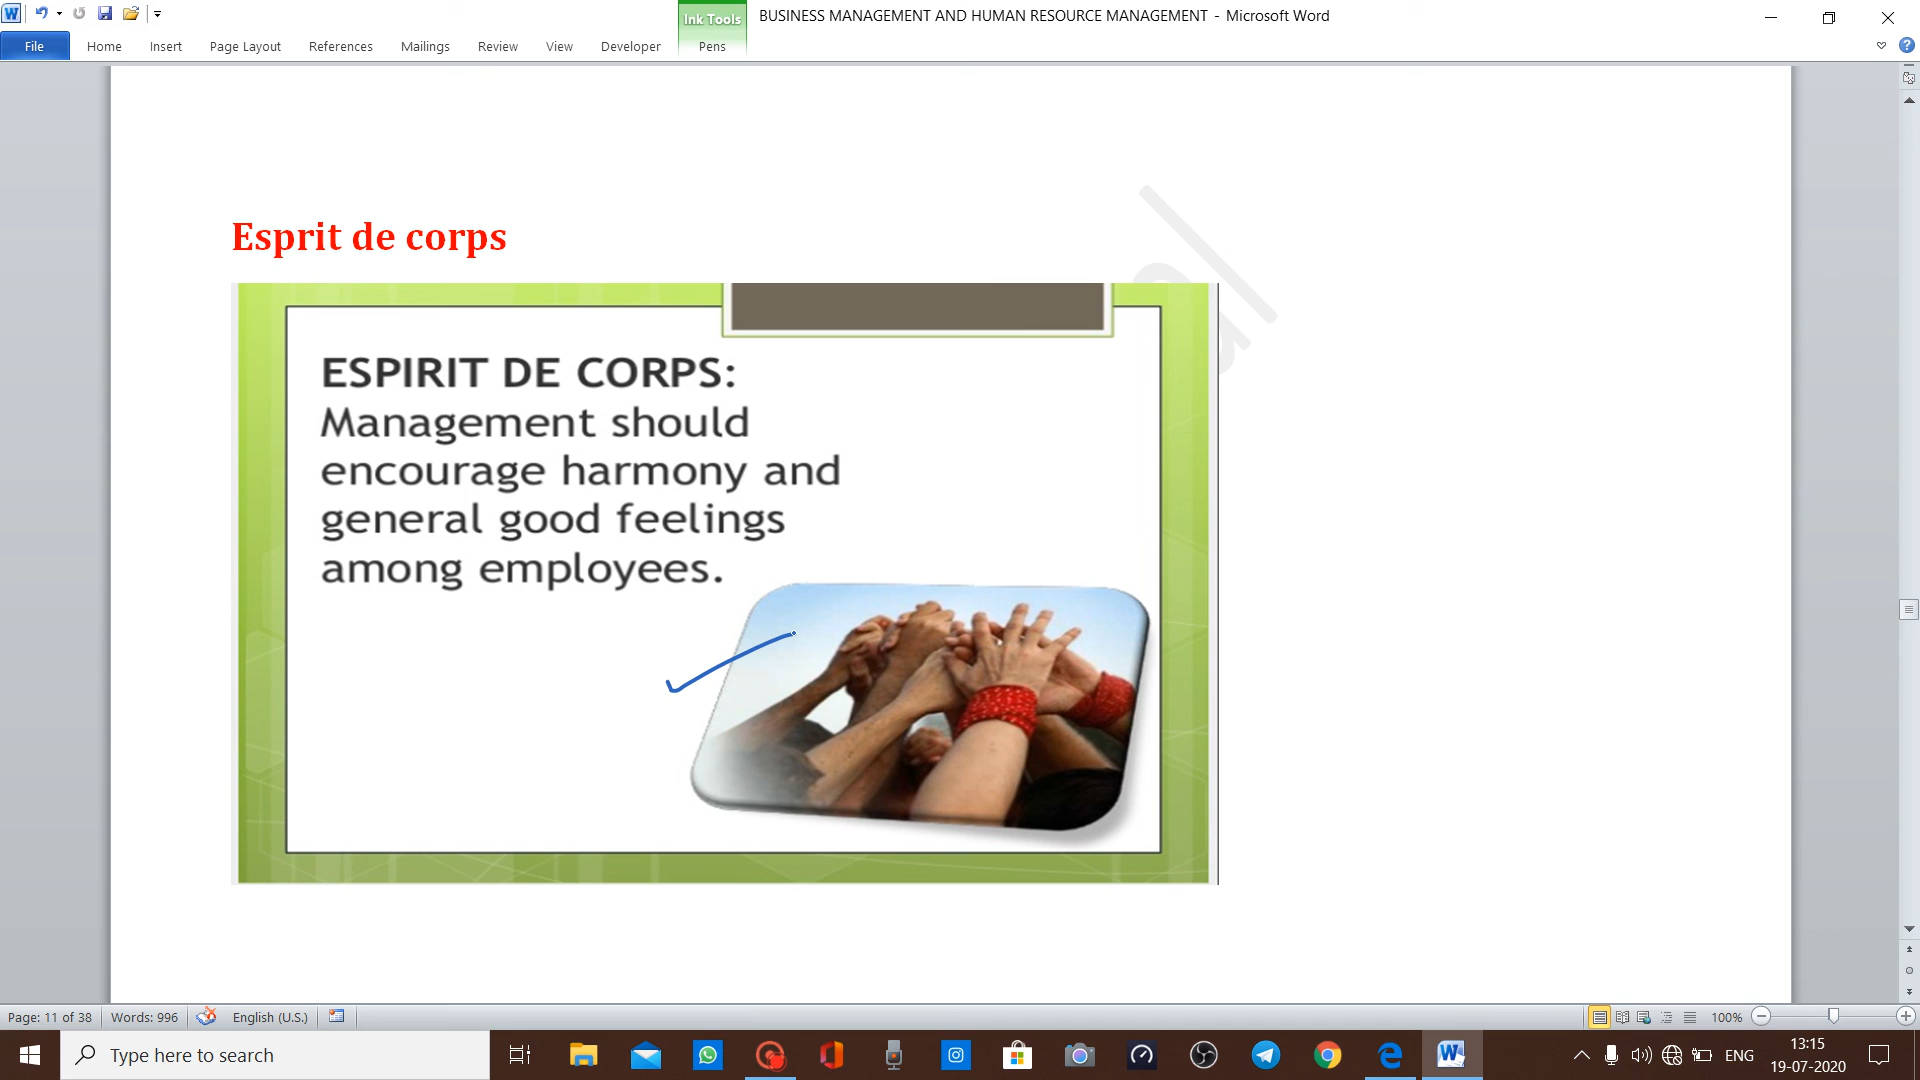 BUSINESS MANAGEMENT AND HUMAN RESOURCE MANAGEMENT - Microsoft Word
Ink Tools
File Home Insert Page Layout References Mailings Review View Developer Pens
Esprit de corps
ESPIRIT DE CORPS:
Management should
encourage harmony and
general good feelings
among employees.
Page: 11 of 38 Words: 996 English (U.S.) 100%
Type here to search
ENG
13:15
19-07-2020